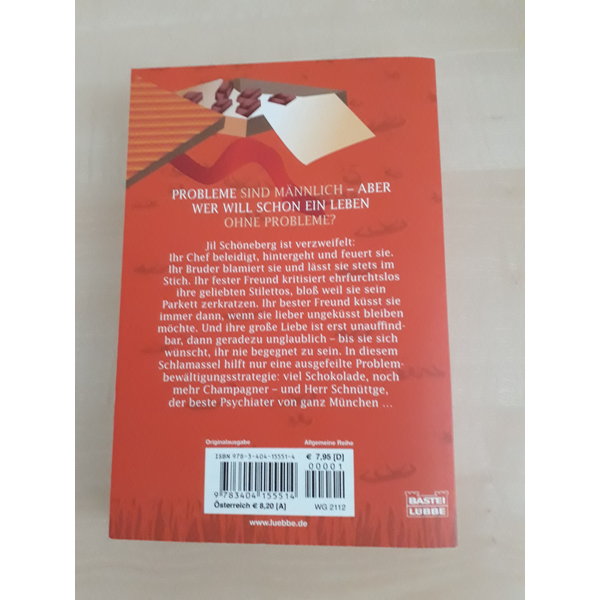 PROBLEME SIND MÄNNLICH – ABER
WER WILL SCHON EIN LEBEN
OHNE PROBLEME?
Jil Schöneberg ist verzweifelt:
Ihr Chef beleidigt, hintergeht und feuert sie.
Ihr Bruder blamiert sie und lässt sie stets im
Stich. Ihr fester Freund kritisiert ehrfurchtslos
ihre geliebten Stilettos, bloß weil sie sein
Parkett zerkratzen. Ihr bester Freund küsst sie
immer dann, wenn sie lieber ungeküsst bleiben
möchte. Und ihre große Liebe ist erst unauffind-
bar, dann geradezu unglaublich – bis sie sich
wünscht, ihr nie begegnet zu sein. In diesem
Schlamassel hilft nur eine ausgefeilte Problem-
bewältigungsstrategie: viel Schokolade, noch
mehr Champagner – und Herr Schnüttge,
der beste Psychiater von ganz München ...
Originalausgabe Allgemeine Reihe
ISBN 978-3-404-15551-4 € 7,95 [D]
00001
9 783404 155514
Österreich € 8,20 [A] WG 2112
www.luebbe.de
BASTEI
LÜBBE